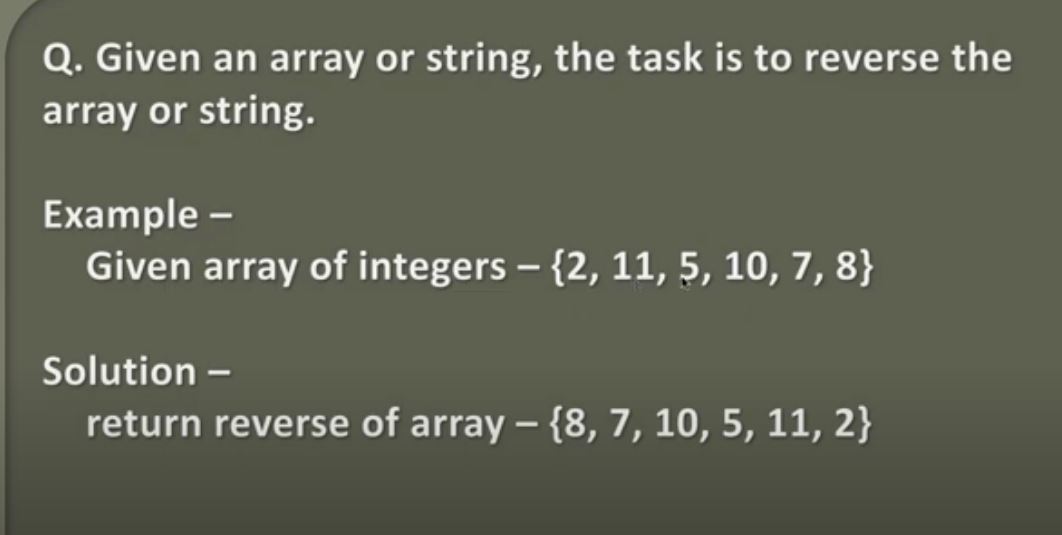 Q. Given an array or string, the task is to reverse the
array or string.
Example –
Given array of integers – {2, 11, 5, 10, 7, 8}
Solution –
return reverse of array – {8, 7, 10, 5, 11, 2}